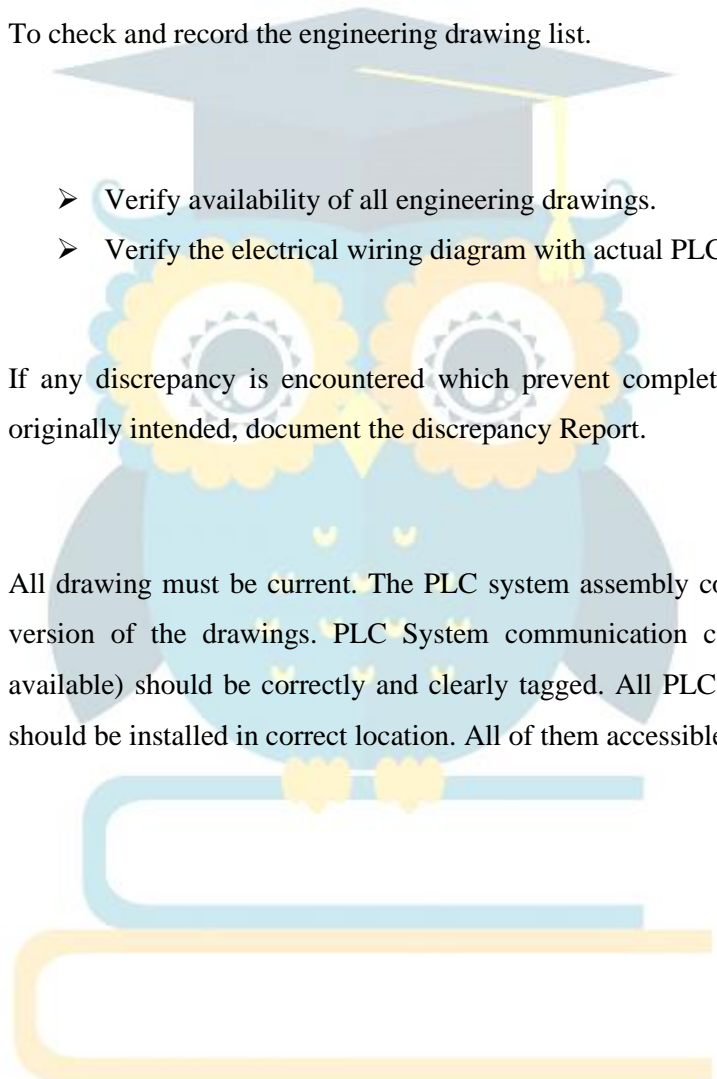 To check and record the engineering drawing list.
➢ Verify availability of all engineering drawings.
➢ Verify the electrical wiring diagram with actual PLC
If any discrepancy is encountered which prevent complet
originally intended, document the discrepancy Report.
All drawing must be current. The PLC system assembly co
version of the drawings. PLC System communication c
available) should be correctly and clearly tagged. All PLC
should be installed in correct location. All of them accessible